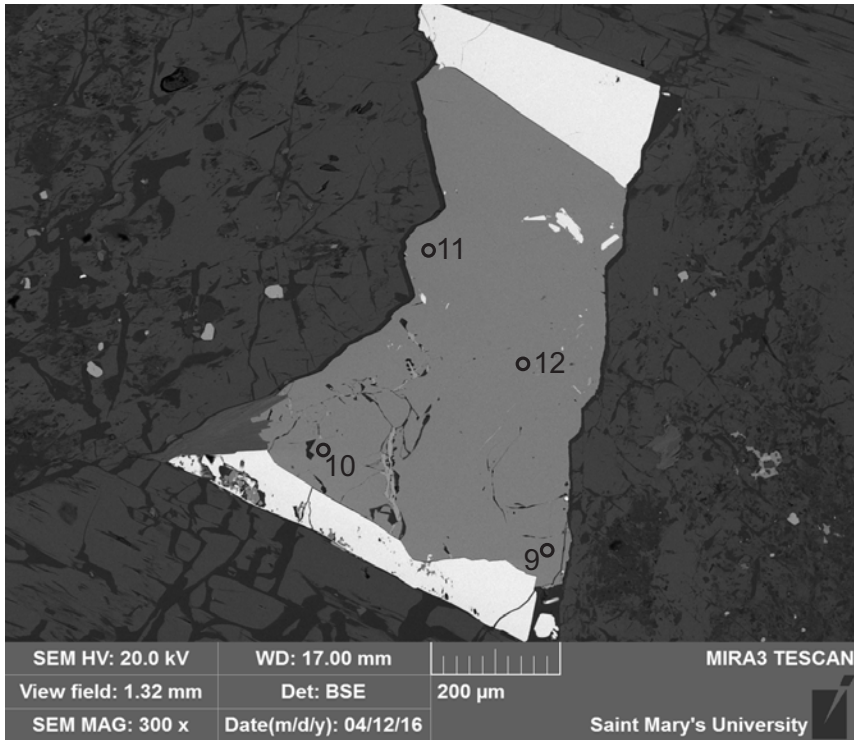 11
12
10
9
SEM HV: 20.0 kV WD: 17.00 mm MIRA3 TESCAN
View field: 1.32 mm Det: BSE 200 µm
SEM MAG: 300 x Date(m/d/y): 04/12/16 Saint Mary's University